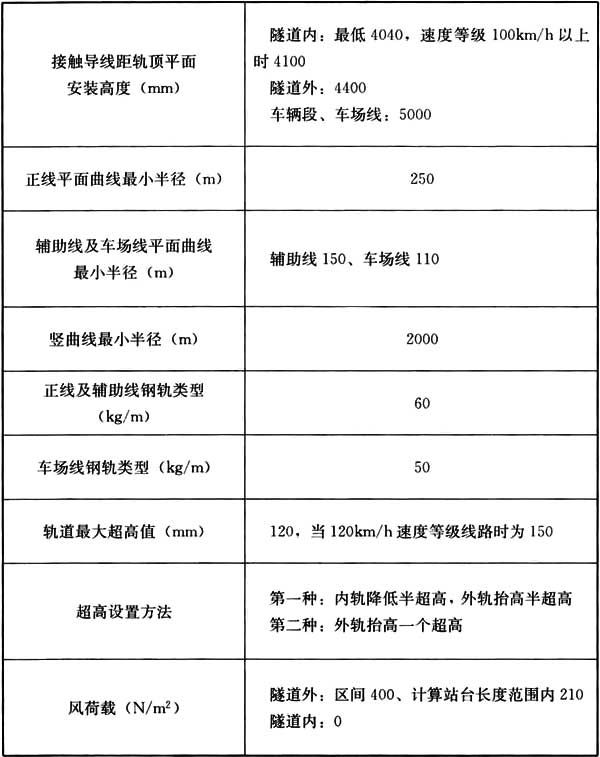 接触导线距轨顶平面
安装高度（mm）
隧道内：最低 4040，速度等级 100km/h 以上
时 4100
隧道外：4400
车辆段、车场线：5000
正线平面曲线最小半径（m）
250
辅助线及车场线平面曲线
最小半径（m）
辅助线 150、车场线 110
竖曲线最小半径（m）
2000
正线及辅助线钢轨类型
（kg/m）
60
车场线钢轨类型（kg/m）
50
轨道最大超高值（mm）
120，当 120km/h 速度等级线路时为 150
超高设置方法
第一种：内轨降低半超高，外轨抬高半超高
第二种：外轨抬高一个超高
风荷载（N/m²）
隧道外：区间 400、计算站台长度范围内 210
隧道内：0